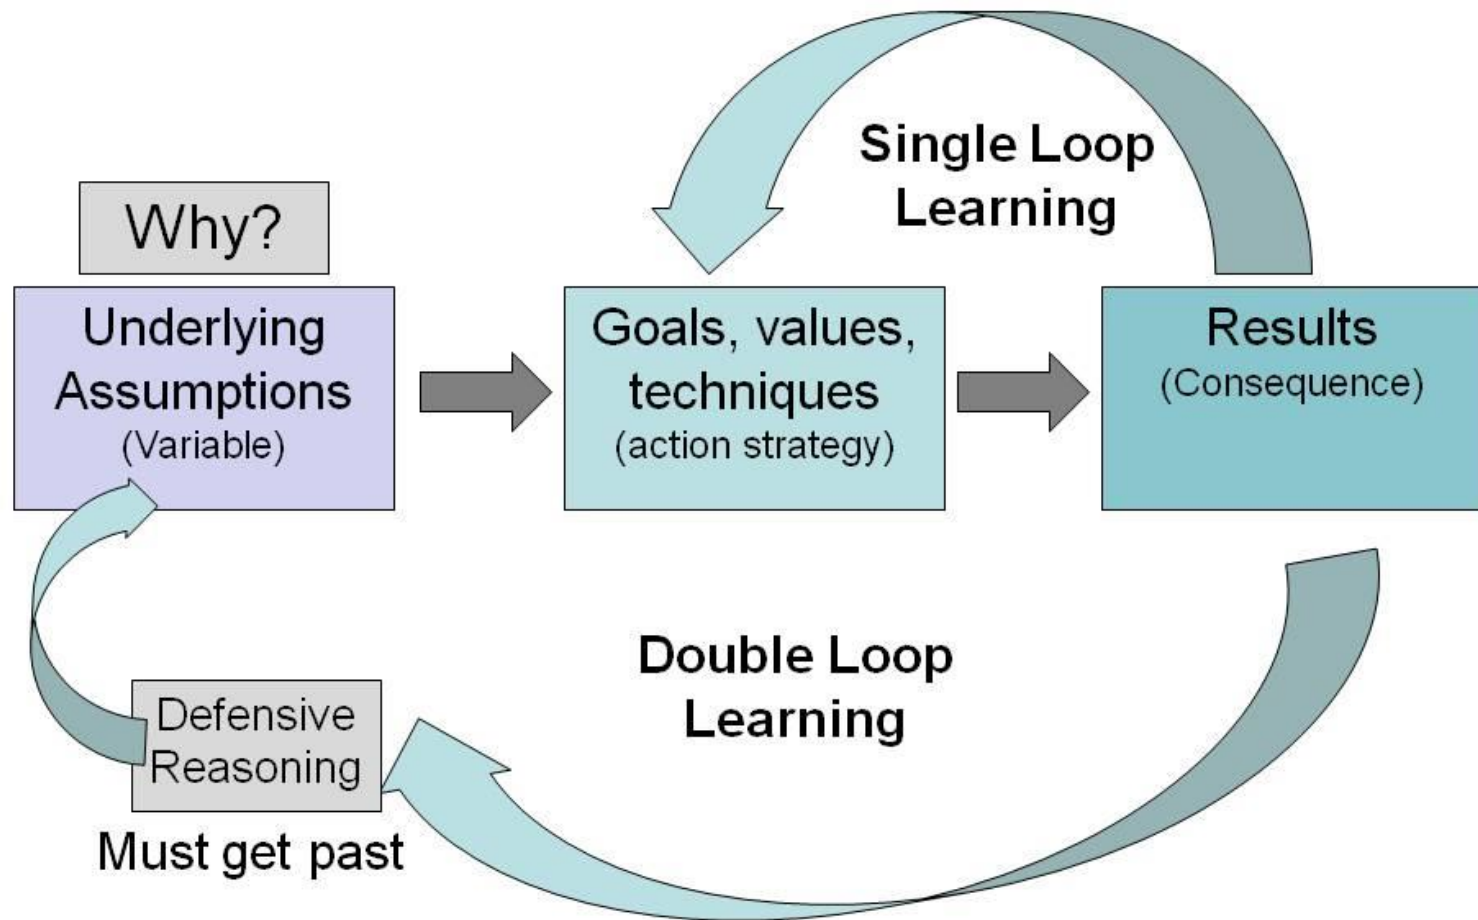 Single Loop
Learning
Why?
Underlying
Assumptions
(Variable)
Goals, values,
techniques
(action strategy)
Results
(Consequence)
Double Loop
Learning
Defensive
Reasoning
Must get past